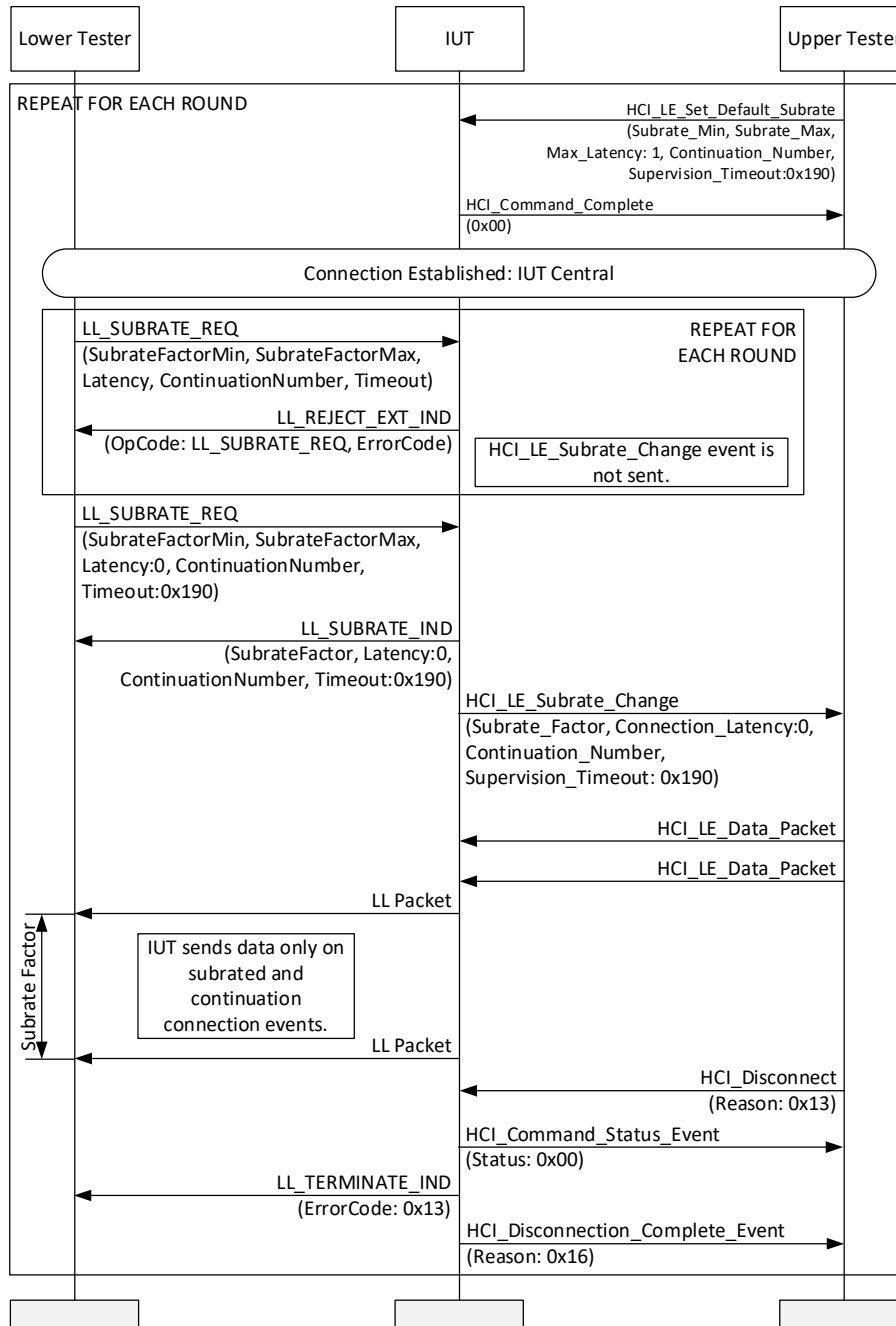 Lower Tester
IUT
Upper Tester
REPEAT FOR EACH ROUND
HCI_LE_Set_Default_Subrate
(Subrate_Min, Subrate_Max,
Max_Latency: 1, Continuation_Number,
Supervision_Timeout:0x190)
HCI_Command_Complete
(0x00)
Connection Established: IUT Central
LL_SUBRATE_REQ
(SubrateFactorMin, SubrateFactorMax,
Latency, ContinuationNumber, Timeout)
REPEAT FOR
EACH ROUND
LL_REJECT_EXT_IND
(OpCode: LL_SUBRATE_REQ, ErrorCode)
HCI_LE_Subrate_Change event is
not sent.
LL_SUBRATE_REQ
(SubrateFactorMin, SubrateFactorMax,
Latency:0, ContinuationNumber,
Timeout:0x190)
LL_SUBRATE_IND
(SubrateFactor, Latency:0,
ContinuationNumber, Timeout:0x190)
HCI_LE_Subrate_Change
(Subrate_Factor, Connection_Latency:0,
Continuation_Number,
Supervision_Timeout: 0x190)
HCI_LE_Data_Packet
HCI_LE_Data_Packet
LL Packet
Subrate Factor
IUT sends data only on
subrated and
continuation
connection events.
LL Packet
HCI_Disconnect
(Reason: 0x13)
HCI_Command_Status_Event
(Status: 0x00)
LL_TERMINATE_IND
(ErrorCode: 0x13)
HCI_Disconnection_Complete_Event
(Reason: 0x16)